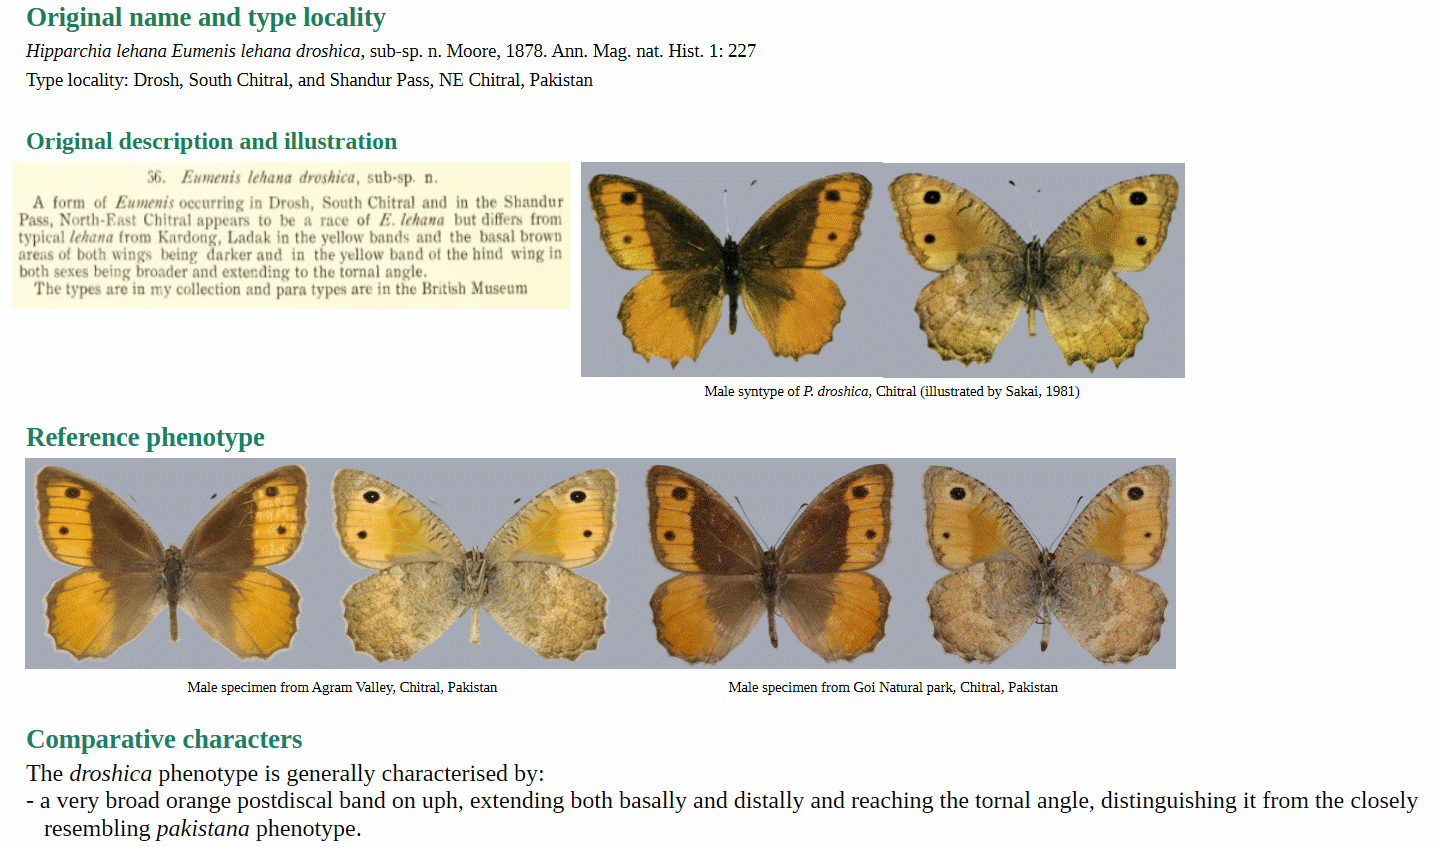 Original name and type locality
Hipparchia lehana Eumenis lehana droshica, sub-sp. n. Moore, 1878. Ann. Mag. nat. Hist. 1: 227
Type locality: Drosh, South Chitral, and Shandur Pass, NE Chitral, Pakistan
Original description and illustration
36. Eumenis lehana droshica, sub-sp. n.
A form of Eumenis occurring in Drosh, South Chitral and in the Shandur
Pass, North-East Chitral appears to be a race of E. lehana but differs from
typical lehana from Kardong, Ladak in the yellow bands and the basal brown
areas of both wings being darker and in the yellow band of the hind wing in
both sexes being broader and extending to the tornal angle.
The types are in my collection and para types are in the British Museum
Male syntype of P. droshica, Chitral (illustrated by Sakai, 1981)
Reference phenotype
Male specimen from Agram Valley, Chitral, Pakistan
Male specimen from Goi Natural park, Chitral, Pakistan
Comparative characters
The droshica phenotype is generally characterised by:
- a very broad orange postdiscal band on uph, extending both basally and distally and reaching the tornal angle, distinguishing it from the closely
resembling pakistana phenotype.